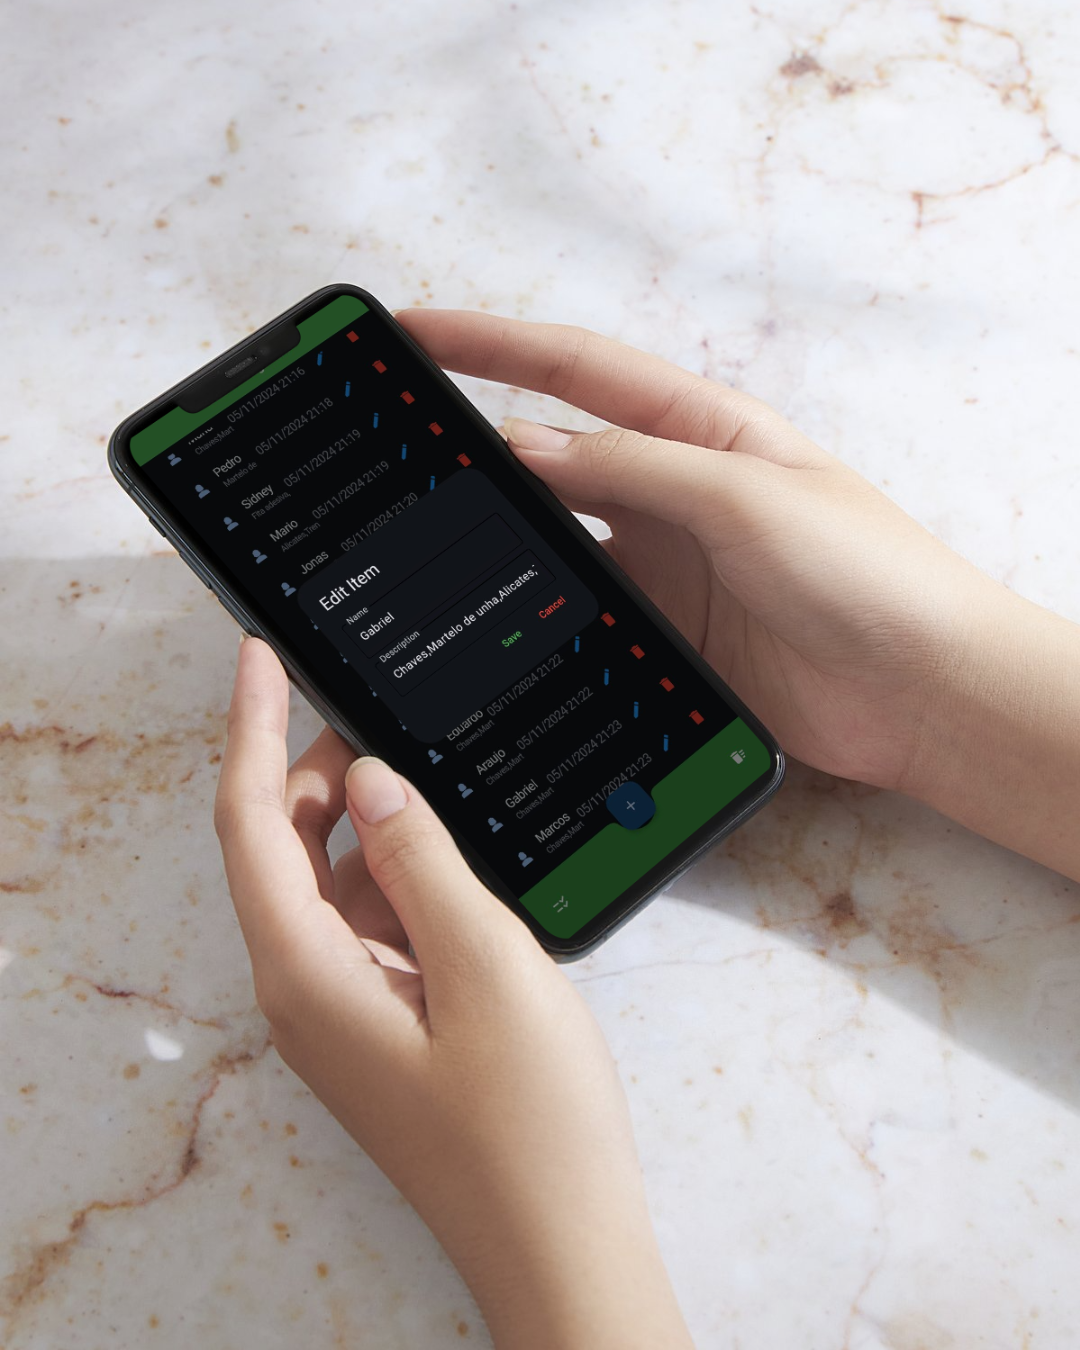 05/11/2024 21:16
Chaves,Mart
Pedro 05/11/2024 21:18
Martelo de
Sidney 05/11/2024 21:19
Fita adesiva,
Mario 05/11/2024 21:19
Alicates,Tren
Jonas 05/11/2024 21:20
Edit Item
Name
Gabriel
Description
Chaves,Martelo de unha,Alicates,
Save Cancel
Eduardo 05/11/2024 21:22
Chaves,Mart
Araujo 05/11/2024 21:22
Chaves,Mart
Gabriel 05/11/2024 21:23
Chaves,Mart
Marcos 05/11/2024 21:23
Chaves,Mart